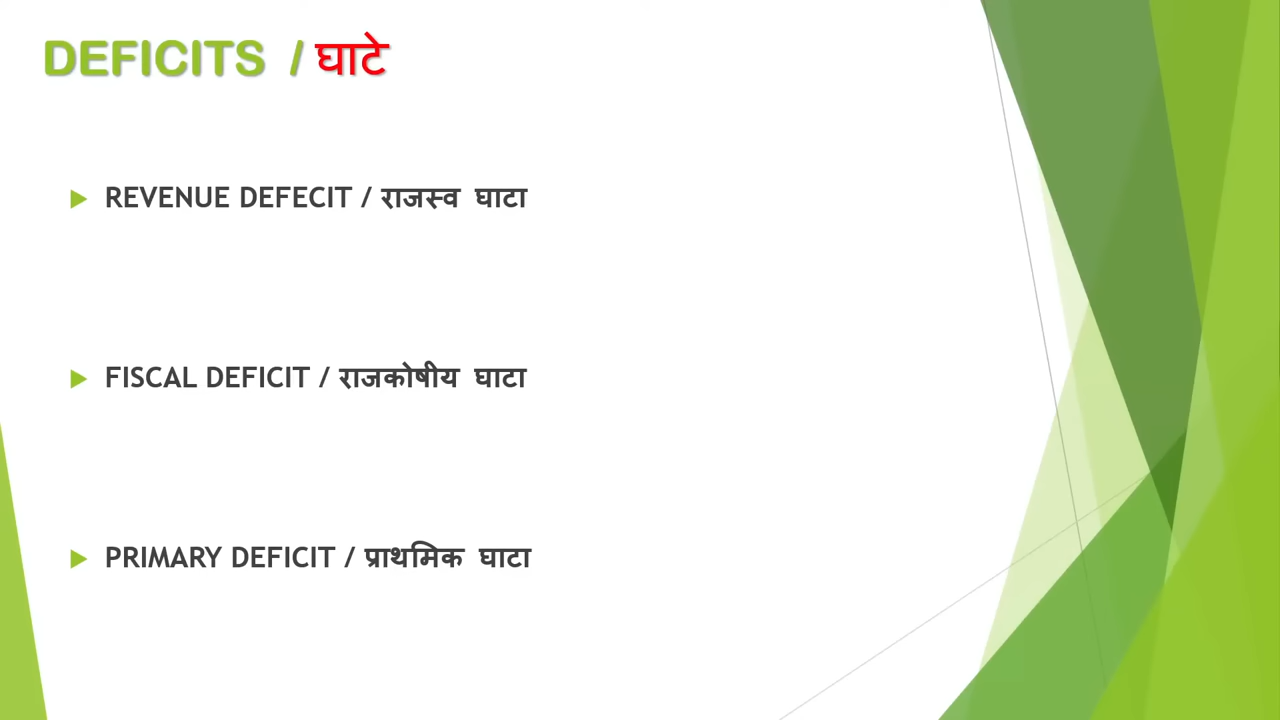 DEFICITS / घाटे
REVENUE DEFECIT / राजस्व घाटा
FISCAL DEFICIT / राजकोषीय घाटा
PRIMARY DEFICIT / प्राथमिक घाटा